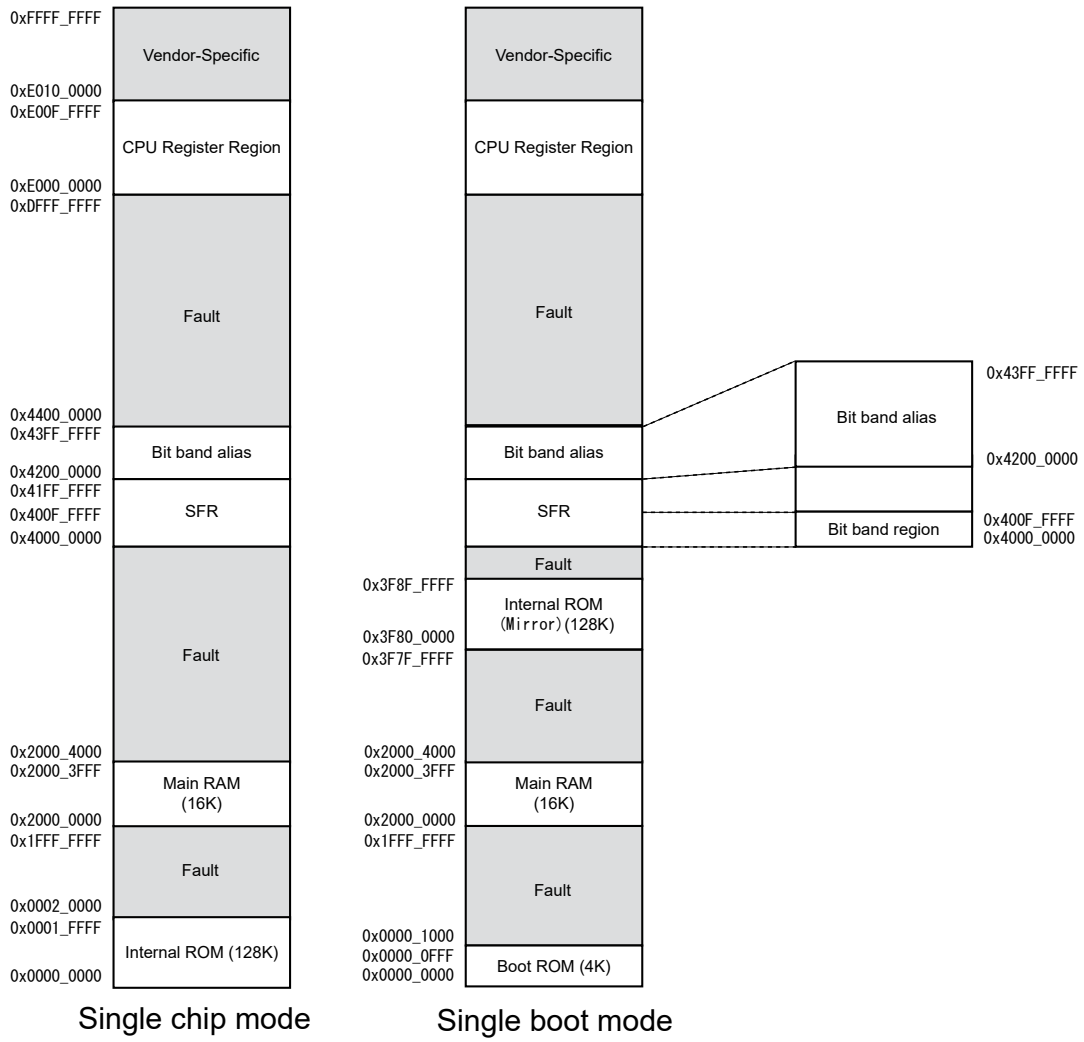 0xFFFF_FFFF
Vendor-Specific
0xE010_0000
0xE00F_FFFF
CPU Register Region
0xE000_0000
0xDFFF_FFFF
Fault
0x4400_0000
0x43FF_FFFF
Bit band alias
0x4200_0000
0x41FF_FFFF
0x400F_FFFF
SFR
0x4000_0000
Fault
0x2000_4000
0x2000_3FFF
Main RAM
(16K)
0x2000_0000
0x1FFF_FFFF
Fault
0x0002_0000
0x0001_FFFF
Internal ROM (128K)
0x0000_0000
Single chip mode
Vendor-Specific
CPU Register Region
Fault
Bit band alias
SFR
Fault
0x3F8F_FFFF
Internal ROM
(Mirror)(128K)
0x3F80_0000
0x3F7F_FFFF
Fault
0x2000_4000
0x2000_3FFF
Main RAM
(16K)
0x2000_0000
0x1FFF_FFFF
Fault
0x0000_1000
0x0000_0FFF
Boot ROM (4K)
0x0000_0000
Single boot mode
0x43FF_FFFF
Bit band alias
0x4200_0000
0x400F_FFFF
Bit band region
0x4000_0000